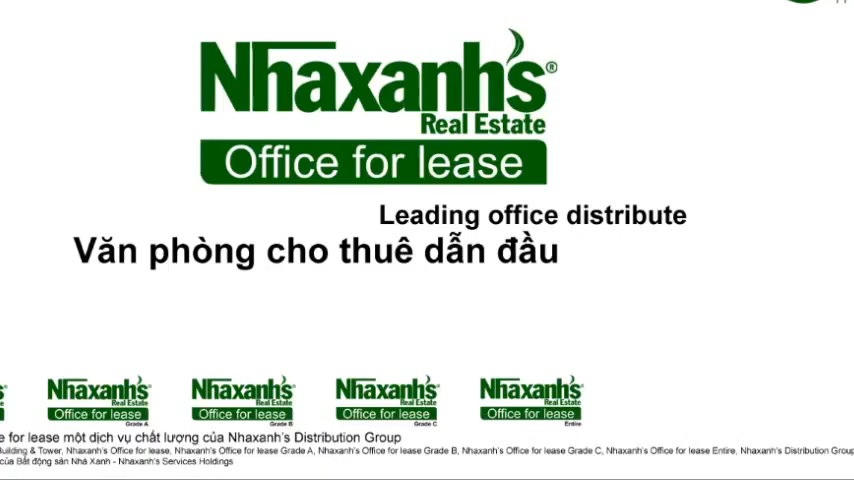 Nhaxanh's®
Real Estate
Office for lease
Leading office distribute
Văn phòng cho thuê dẫn đầu
Nhaxanh's Nhaxanh's Nhaxanh's Nhaxanh's
Real Estate Real Estate Real Estate Real Estate
Office for lease Office for lease Office for lease Office for lease
Grade A Grade B Grade C Entire
e for lease một dịch vụ chất lượng của Nhaxanh's Distribution Group
Building & Tower, Nhaxanh's Office for lease, Nhaxanh's Office for lease Grade A, Nhaxanh's Office for lease Grade B, Nhaxanh's Office for lease Grade C, Nhaxanh's Office for lease Entire, Nhaxanh's Distribution Group
của Bất động sản Nhà Xanh - Nhaxanh's Services Holdings